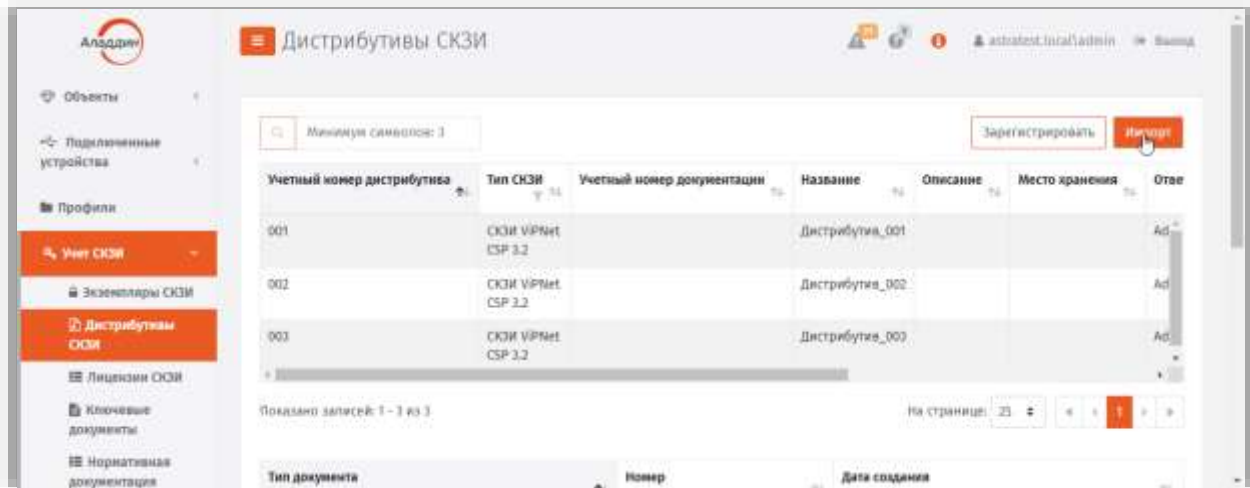 Аладдин
Дистрибутивы СКЗИ
astratest.local\admin
Выход
Объекты
Подключенные
устройства
Профили
Учет СКЗИ
Экземпляры СКЗИ
Дистрибутивы
СКЗИ
Лицензии СКЗИ
Ключевые
документы
Нормативная
документация
Минимум символов: 3
Зарегистрировать
Импорт
Учетный номер дистрибутива Тип СКЗИ Учетный номер документации Название Описание Место хранения Отве
001 СКЗИ ViPNet Дистрибутив_001 Ad
CSP 3.2
002 СКЗИ ViPNet Дистрибутив_002 Ad
CSP 3.2
003 СКЗИ ViPNet Дистрибутив_003 Ad
CSP 3.2
Показано записей: 1 - 3 из 3
На странице: 25 « ‹ 1 › »
Тип документа Номер Дата создания